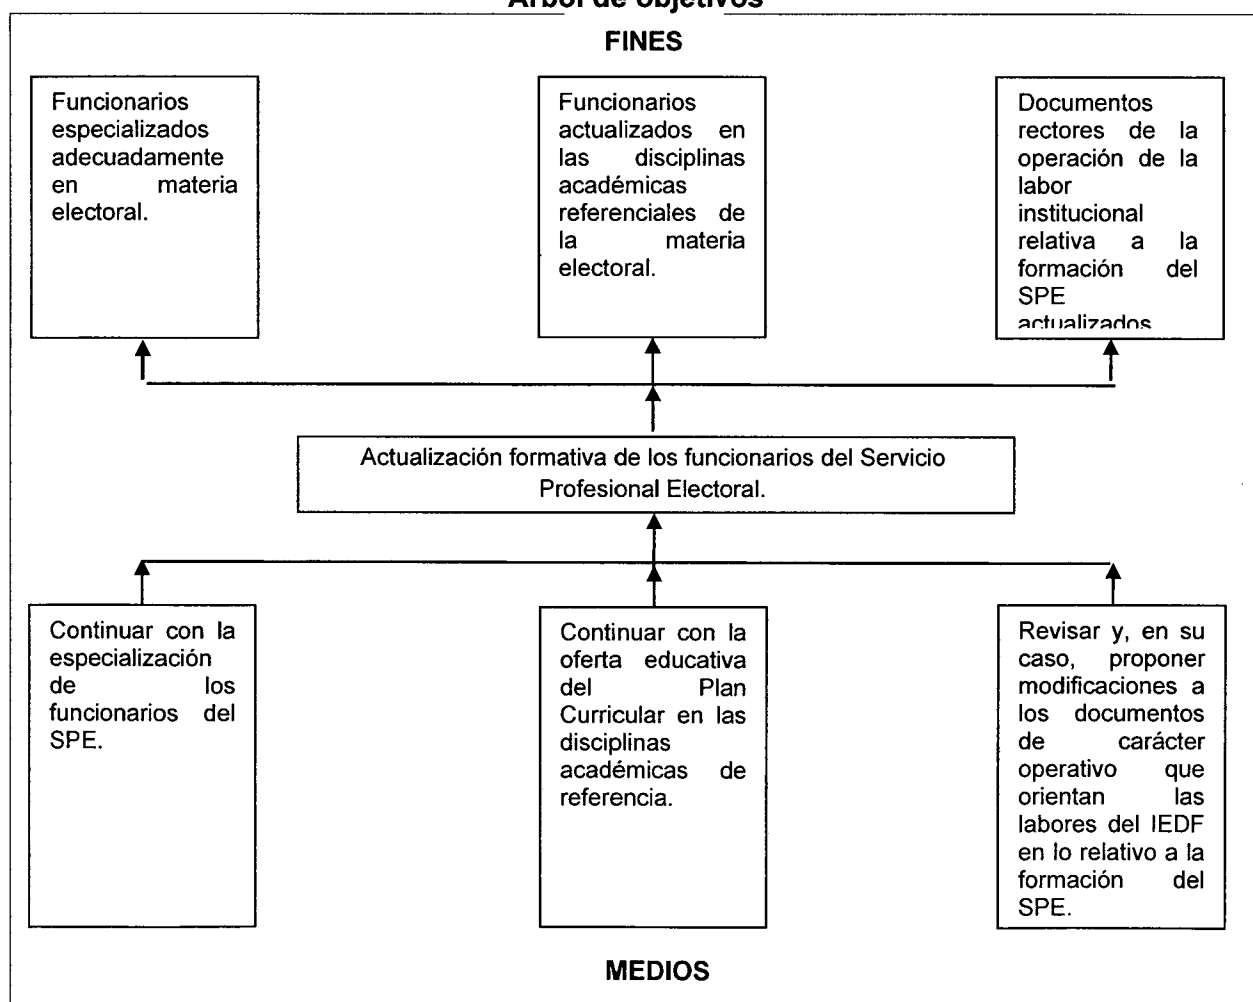 Árbol de objetivos
FINES
Funcionarios
especializados
adecuadamente
en materia
electoral.
Funcionarios
actualizados en
las disciplinas
académicas
referenciales de
la materia
electoral.
Documentos
rectores de la
operación de la
labor
institucional
relativa a la
formación del
SPE
actualizados
Actualización formativa de los funcionarios del Servicio
Profesional Electoral.
Continuar con la
especialización
de los
funcionarios del
SPE.
Continuar con la
oferta educativa
del Plan
Curricular en las
disciplinas
académicas de
referencia.
Revisar y, en su
caso, proponer
modificaciones a
los documentos
de carácter
operativo que
orientan las
labores del IEDF
en lo relativo a la
formación del
SPE.
MEDIOS